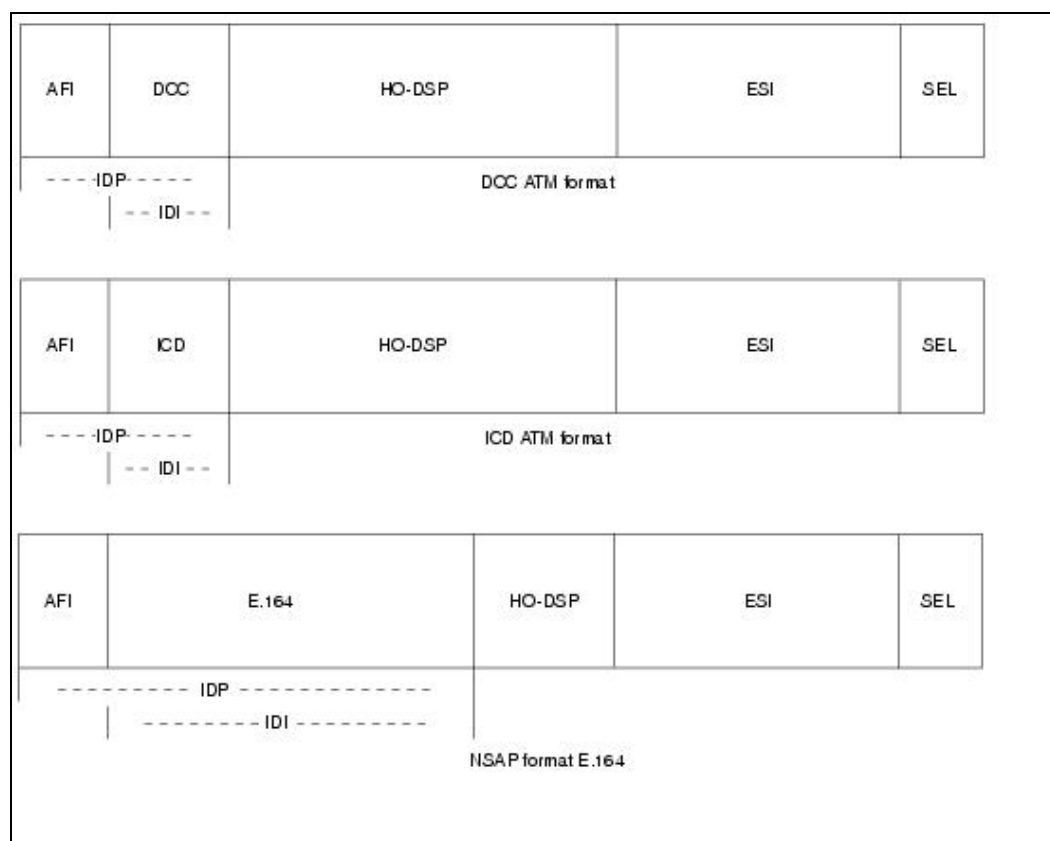 AFI DCC HO-DSP ESI SEL
- - - -IDP- - - - -
DCC ATM format
- - IDI - -
AFI ICD HO-DSP ESI SEL
- - - -IDP- - - - -
ICD ATM format
- - IDI - -
AFI E.164 HO-DSP ESI SEL
- - - - - - - - - IDP - - - - - - - - - - - -
- - - - - - - - IDI - - - - - - - - -
NSAP format E.164